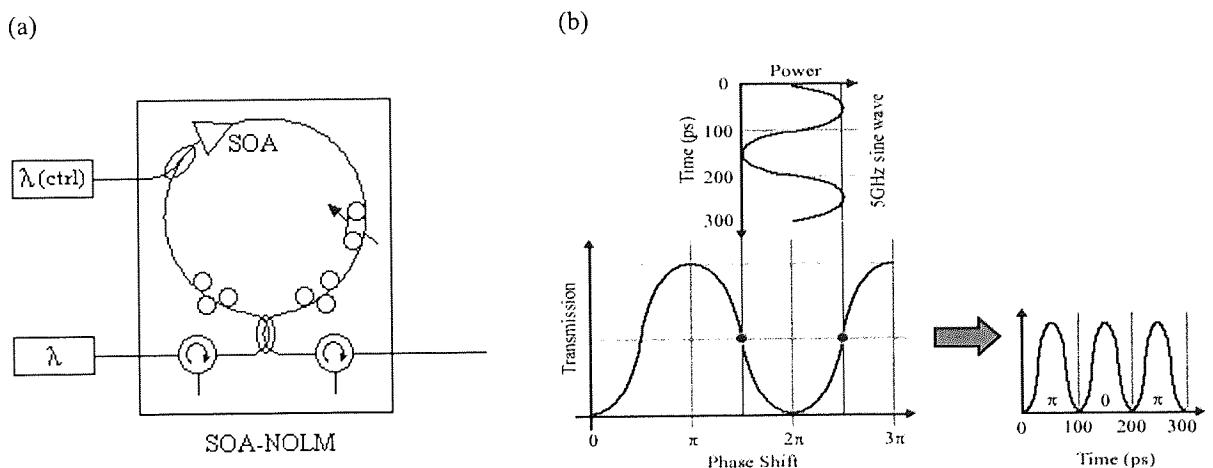 (a)
λ(ctrl)
SOA
λ
SOA-NOLM
(b)
Power
0
100
200
300
Time (ps)
5GHz sine wave
Transmission
0 π 2π 3π
Phase Shift
π 0 π
0 100 200 300
Time (ps)